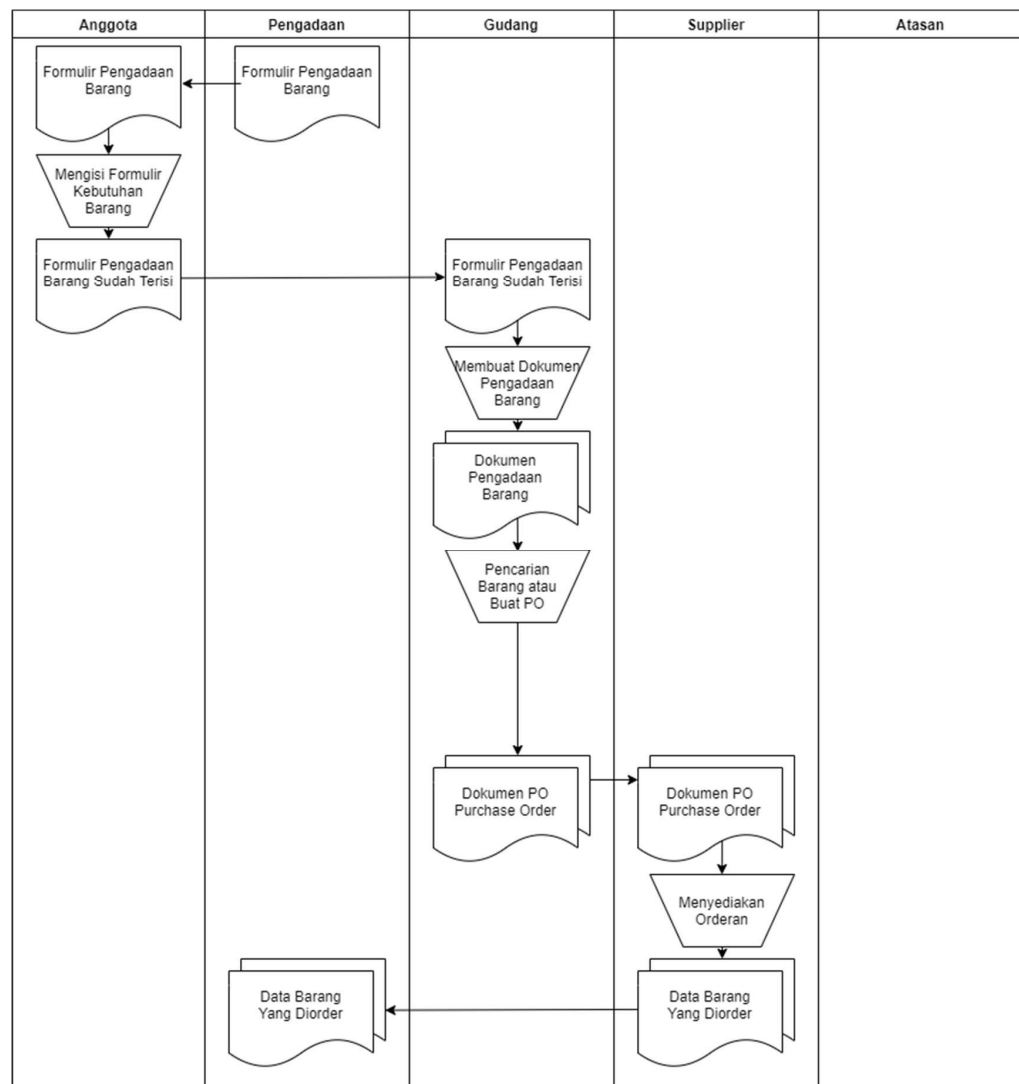 Anggota
Pengadaan
Gudang
Supplier
Atasan
Formulir Pengadaan
Barang
Formulir Pengadaan
Barang
Mengisi Formulir
Kebutuhan
Barang
Formulir Pengadaan
Barang Sudah Terisi
Formulir Pengadaan
Barang Sudah Terisi
Membuat Dokumen
Pengadaan
Barang
Dokumen
Pengadaan
Barang
Pencarian
Barang atau
Buat PO
Dokumen PO
Purchase Order
Dokumen PO
Purchase Order
Menyediakan
Orderan
Data Barang
Yang Diorder
Data Barang
Yang Diorder